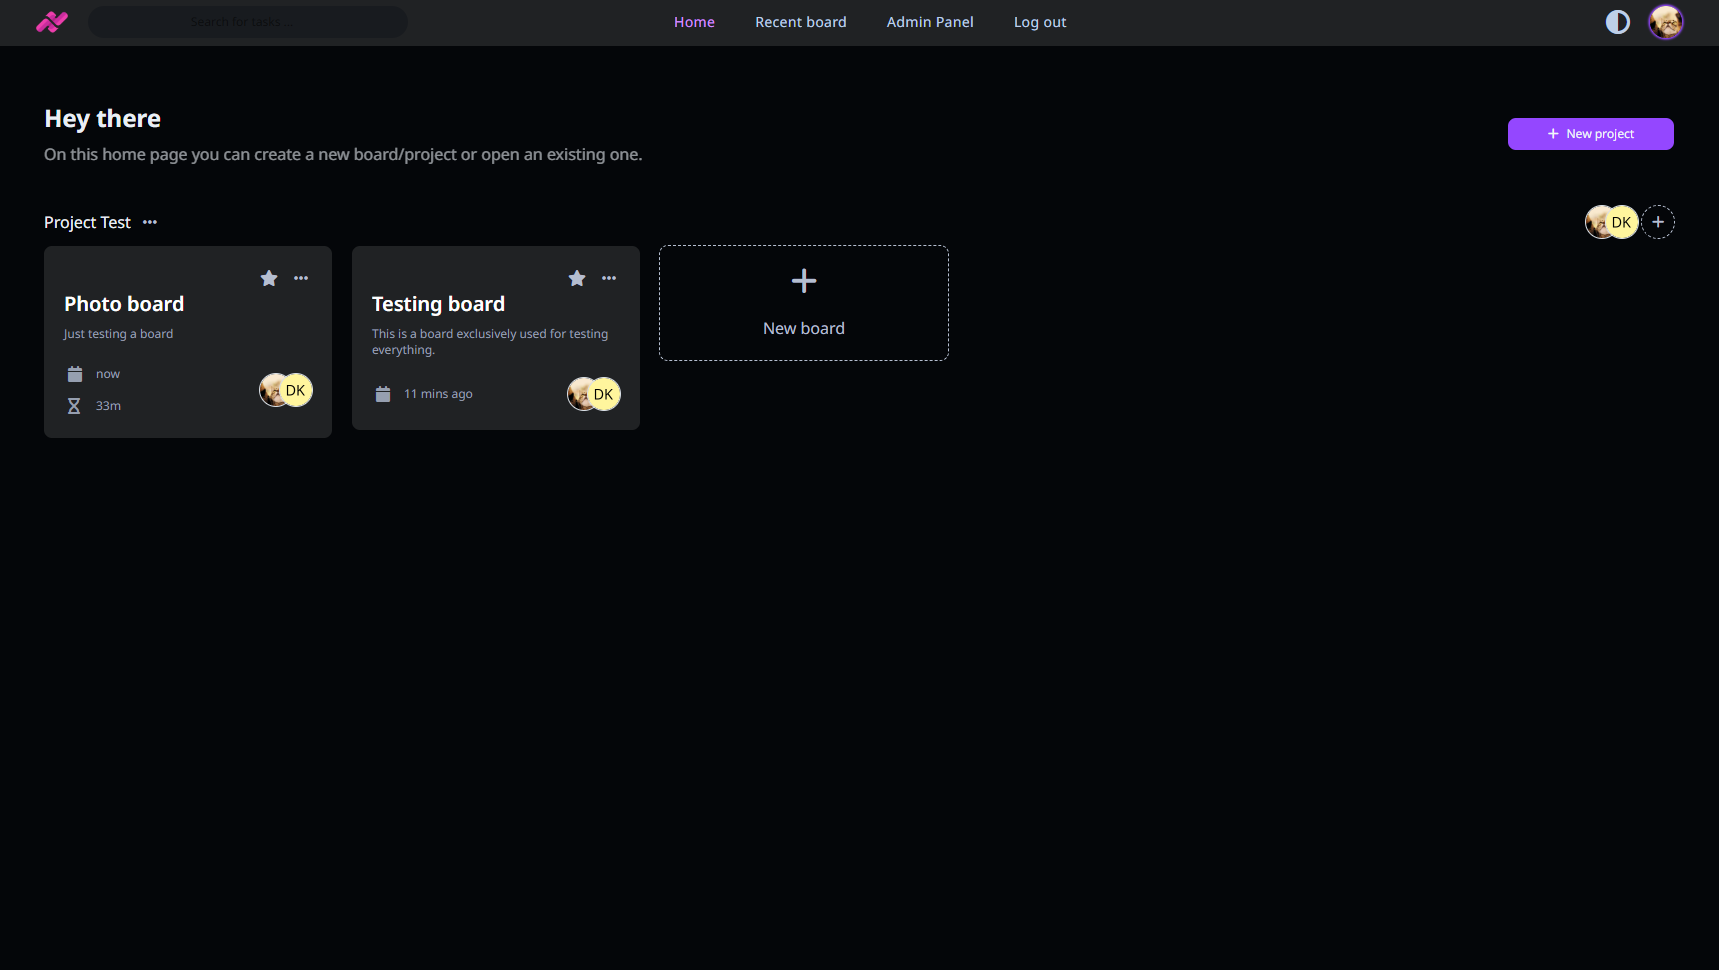 Search for tasks ...
Home
Recent board
Admin Panel
Log out
Hey there
On this home page you can create a new board/project or open an existing one.
+ New project
Project Test ···
DK
+
Photo board
Just testing a board
now
33m
DK
Testing board
This is a board exclusively used for testing
everything.
11 mins ago
DK
+
New board